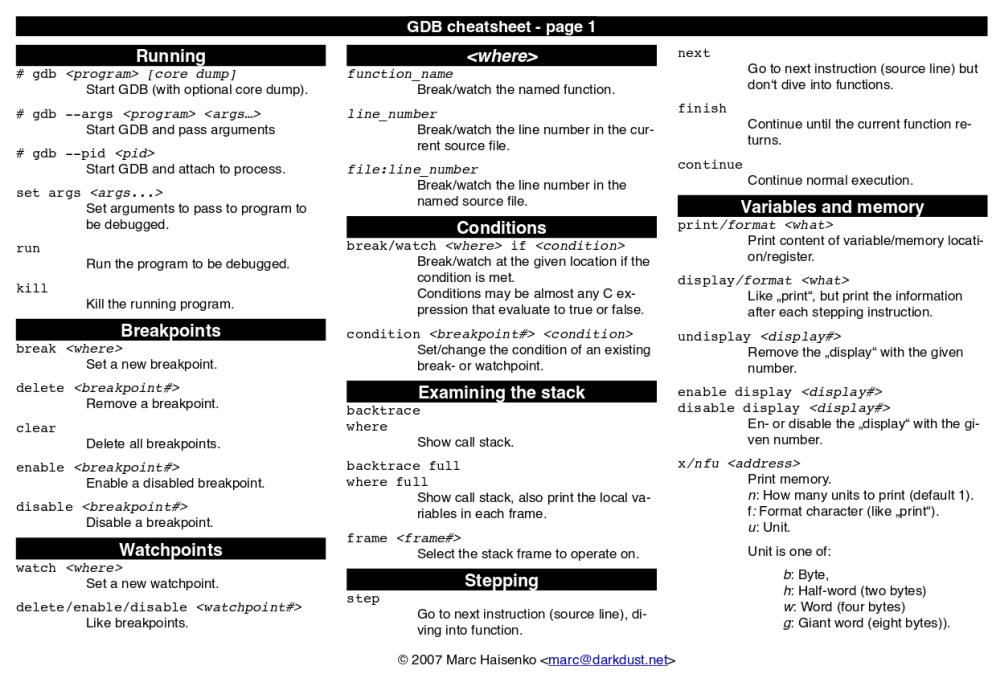 GDB cheatsheet - page 1
Running
# gdb <program> [core dump]
Start GDB (with optional core dump).
# gdb --args <program> <args…>
Start GDB and pass arguments
# gdb --pid <pid>
Start GDB and attach to process.
set args <args...>
Set arguments to pass to program to
be debugged.
run
Run the program to be debugged.
kill
Kill the running program.
Breakpoints
break <where>
Set a new breakpoint.
delete <breakpoint#>
Remove a breakpoint.
clear
Delete all breakpoints.
enable <breakpoint#>
Enable a disabled breakpoint.
disable <breakpoint#>
Disable a breakpoint.
Watchpoints
watch <where>
Set a new watchpoint.
delete/enable/disable <watchpoint#>
Like breakpoints.
<where>
function_name
Break/watch the named function.
line_number
Break/watch the line number in the cur-
rent source file.
file:line_number
Break/watch the line number in the
named source file.
Conditions
break/watch <where> if <condition>
Break/watch at the given location if the
condition is met.
Conditions may be almost any C ex-
pression that evaluate to true or false.
condition <breakpoint#> <condition>
Set/change the condition of an existing
break- or watchpoint.
Examining the stack
backtrace
where
Show call stack.
backtrace full
where full
Show call stack, also print the local va-
riables in each frame.
frame <frame#>
Select the stack frame to operate on.
Stepping
step
Go to next instruction (source line), di-
ving into function.
next
Go to next instruction (source line) but
don't dive into functions.
finish
Continue until the current function re-
turns.
continue
Continue normal execution.
Variables and memory
print/format <what>
Print content of variable/memory locati-
on/register.
display/format <what>
Like „print“, but print the information
after each stepping instruction.
undisplay <display#>
Remove the „display“ with the given
number.
enable display <display#>
disable display <display#>
En- or disable the „display“ with the gi-
ven number.
x/nfu <address>
Print memory.
n: How many units to print (default 1).
f: Format character (like „print“).
u: Unit.
Unit is one of:
b: Byte,
h: Half-word (two bytes)
w: Word (four bytes)
g: Giant word (eight bytes)).
© 2007 Marc Haisenko <marc@darkdust.net>